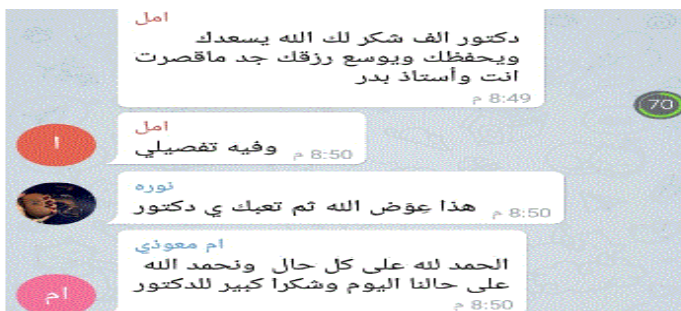 امل
دكتور الف شكر لك الله يسعدك
ويحفظك ويوسع رزقك جد ماقصرت
انت وأستاذ بدر
8:49 م
70
امل
وفيه تفصيلي
8:50 م
ا
نوره
هذا عِوَض الله ثم تعبك ي دكتور
8:50 م
ام معوذي
الحمد لله على كل حال ونحمد الله
على حالنا اليوم وشكرا كبير للدكتور
8:50 م
ام